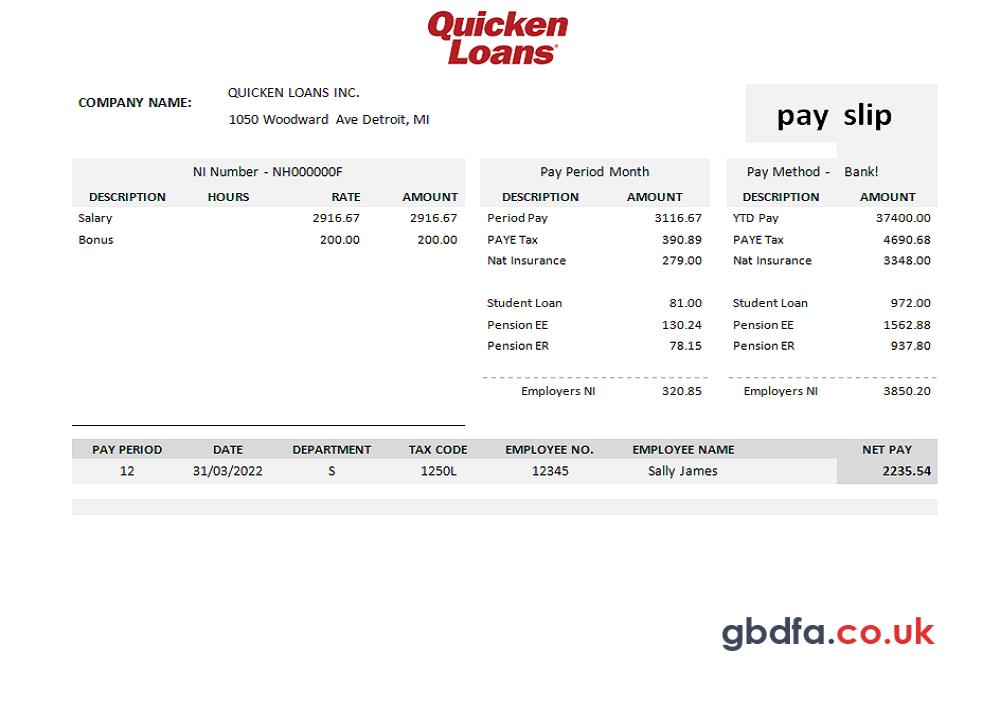 Quicken
Loans
COMPANY NAME:
QUICKEN LOANS INC.
1050 Woodward Ave Detroit, MI
pay slip
NI Number - NH000000F
DESCRIPTION HOURS RATE AMOUNT
Salary 2916.67 2916.67
Bonus 200.00 200.00
Pay Period Month
DESCRIPTION AMOUNT
Period Pay 3116.67
PAYE Tax 390.89
Nat Insurance 279.00
Student Loan 81.00
Pension EE 130.24
Pension ER 78.15
Employers NI 320.85
Pay Method - Bank!
DESCRIPTION AMOUNT
YTD Pay 37400.00
PAYE Tax 4690.68
Nat Insurance 3348.00
Student Loan 972.00
Pension EE 1562.88
Pension ER 937.80
Employers NI 3850.20
PAY PERIOD DATE DEPARTMENT TAX CODE EMPLOYEE NO. EMPLOYEE NAME NET PAY
12 31/03/2022 S 1250L 12345 Sally James 2235.54
gbdfa.co.uk